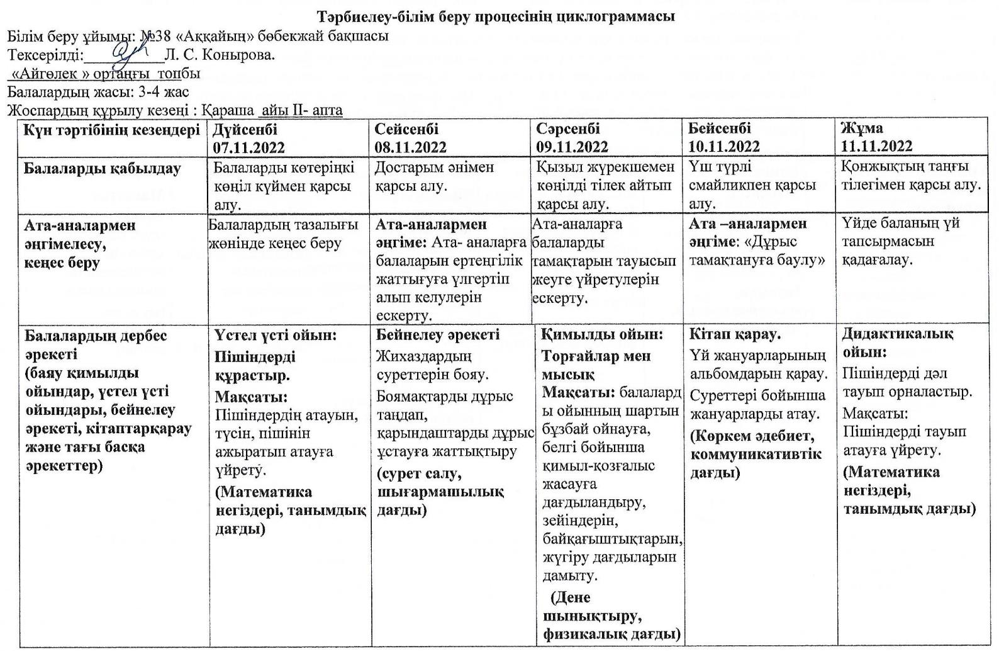 Тәрбиелеу-білім беру процесінің циклограммасы
Білім беру ұйымы: №38 «Аққайың» бөбекжай бақшасы
Тексерілді:__________Л. С. Конырова.
«Айгөлек » ортаңғы топбы
Балалардың жасы: 3-4 жас
Жоспардың құрылу кезеңі : Қараша айы II- апта
Күн тәртібінің кезеңдері
Дүйсенбі
07.11.2022
Сейсенбі
08.11.2022
Сәрсенбі
09.11.2022
Бейсенбі
10.11.2022
Жұма
11.11.2022
Балаларды қабылдау
Балаларды көтеріңкі
көңіл күймен қарсы
алу.
Достарым әнімен
қарсы алу.
Қызыл жүрекшемен
көңілді тілек айтып
қарсы алу.
Үш түрлі
смайликпен қарсы
алу.
Қонжықтың таңғы
тілегімен қарсы алу.
Ата-аналармен
әңгімелесу,
кеңес беру
Балалардың тазалығы
жөнінде кеңес беру
Ата-аналармен
әңгіме: Ата- аналарға
балаларын ертеңгілік
жаттығуға үлгертіп
алып келулерін
ескерту.
Ата-аналарға
балаларды
тамақтарын тауысып
жеуге үйретулерін
ескерту.
Ата –аналармен
әңгіме: «Дұрыс
тамақтануға баулу»
Үйде баланың үй
тапсырмасын
қадағалау.
Балалардың дербес
әрекеті
(баяу қимылды
ойындар, үстел үсті
ойындары, бейнелеу
әрекеті, кітаптарқарау
және тағы басқа
әрекеттер)
Үстел үсті ойын:
Пішіндерді
құрастыр.
Мақсаты:
Пішіндердің атауын,
түсін, пішінін
ажыратып атауға
үйрету.
(Математика
негіздері, танымдық
дағды)
Бейнелеу әрекеті
Жихаздардың
суреттерін бояу.
Боямақтарды дұрыс
таңдап,
қарындаштарды дұрыс
ұстауға жаттықтыру
(сурет салу,
шығармашылық
дағды)
Қимылды ойын:
Торғайлар мен
мысық
Мақсаты: балалард
ы ойынның шартын
бұзбай ойнауға,
белгі бойынша
қимыл-қозғалыс
жасауға
дағдыландыру,
зейіндерін,
байқағыштықтарын,
жүгіру дағдыларын
дамыту.
(Дене
шынықтыру,
физикалық дағды)
Кітап қарау.
Үй жануарларының
альбомдарын қарау.
Суреттері бойынша
жануарларды атау.
(Көркем әдебиет,
коммуникативтік
дағды)
Дидактикалық
ойын:
Пішіндерді дәл
тауып орналастыр.
Мақсаты:
Пішіндерді тауып
атауға үйрету.
(Математика
негіздері,
танымдық дағды)